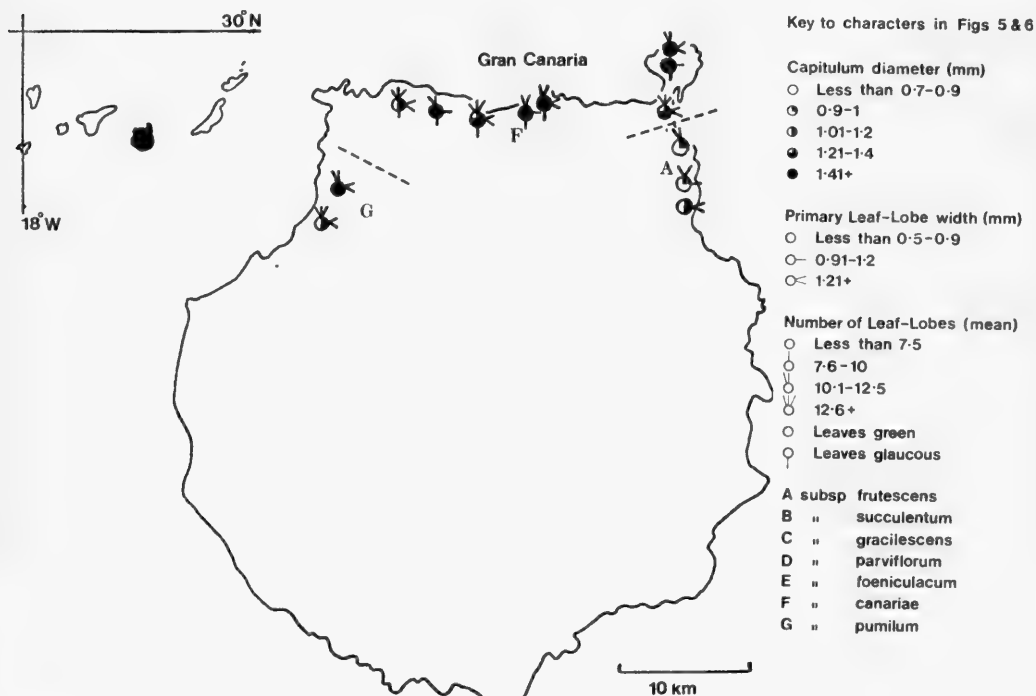 30°N
18°W
Gran Canaria
F
A
G
10 km
Key to characters in Figs 5 & 6
Capitulum diameter (mm)
Less than 0·7-0·9
0·9-1
1·01-1·2
1·21-1·4
1·41+
Primary Leaf-Lobe width (mm)
Less than 0·5-0·9
0·91-1·2
1·21+
Number of Leaf-Lobes (mean)
Less than 7·5
7·6-10
10·1-12·5
12·6+
Leaves green
Leaves glaucous
A subsp frutescens
B " succulentum
C " gracilescens
D " parviflorum
E " foeniculacum
F " canariae
G " pumilum